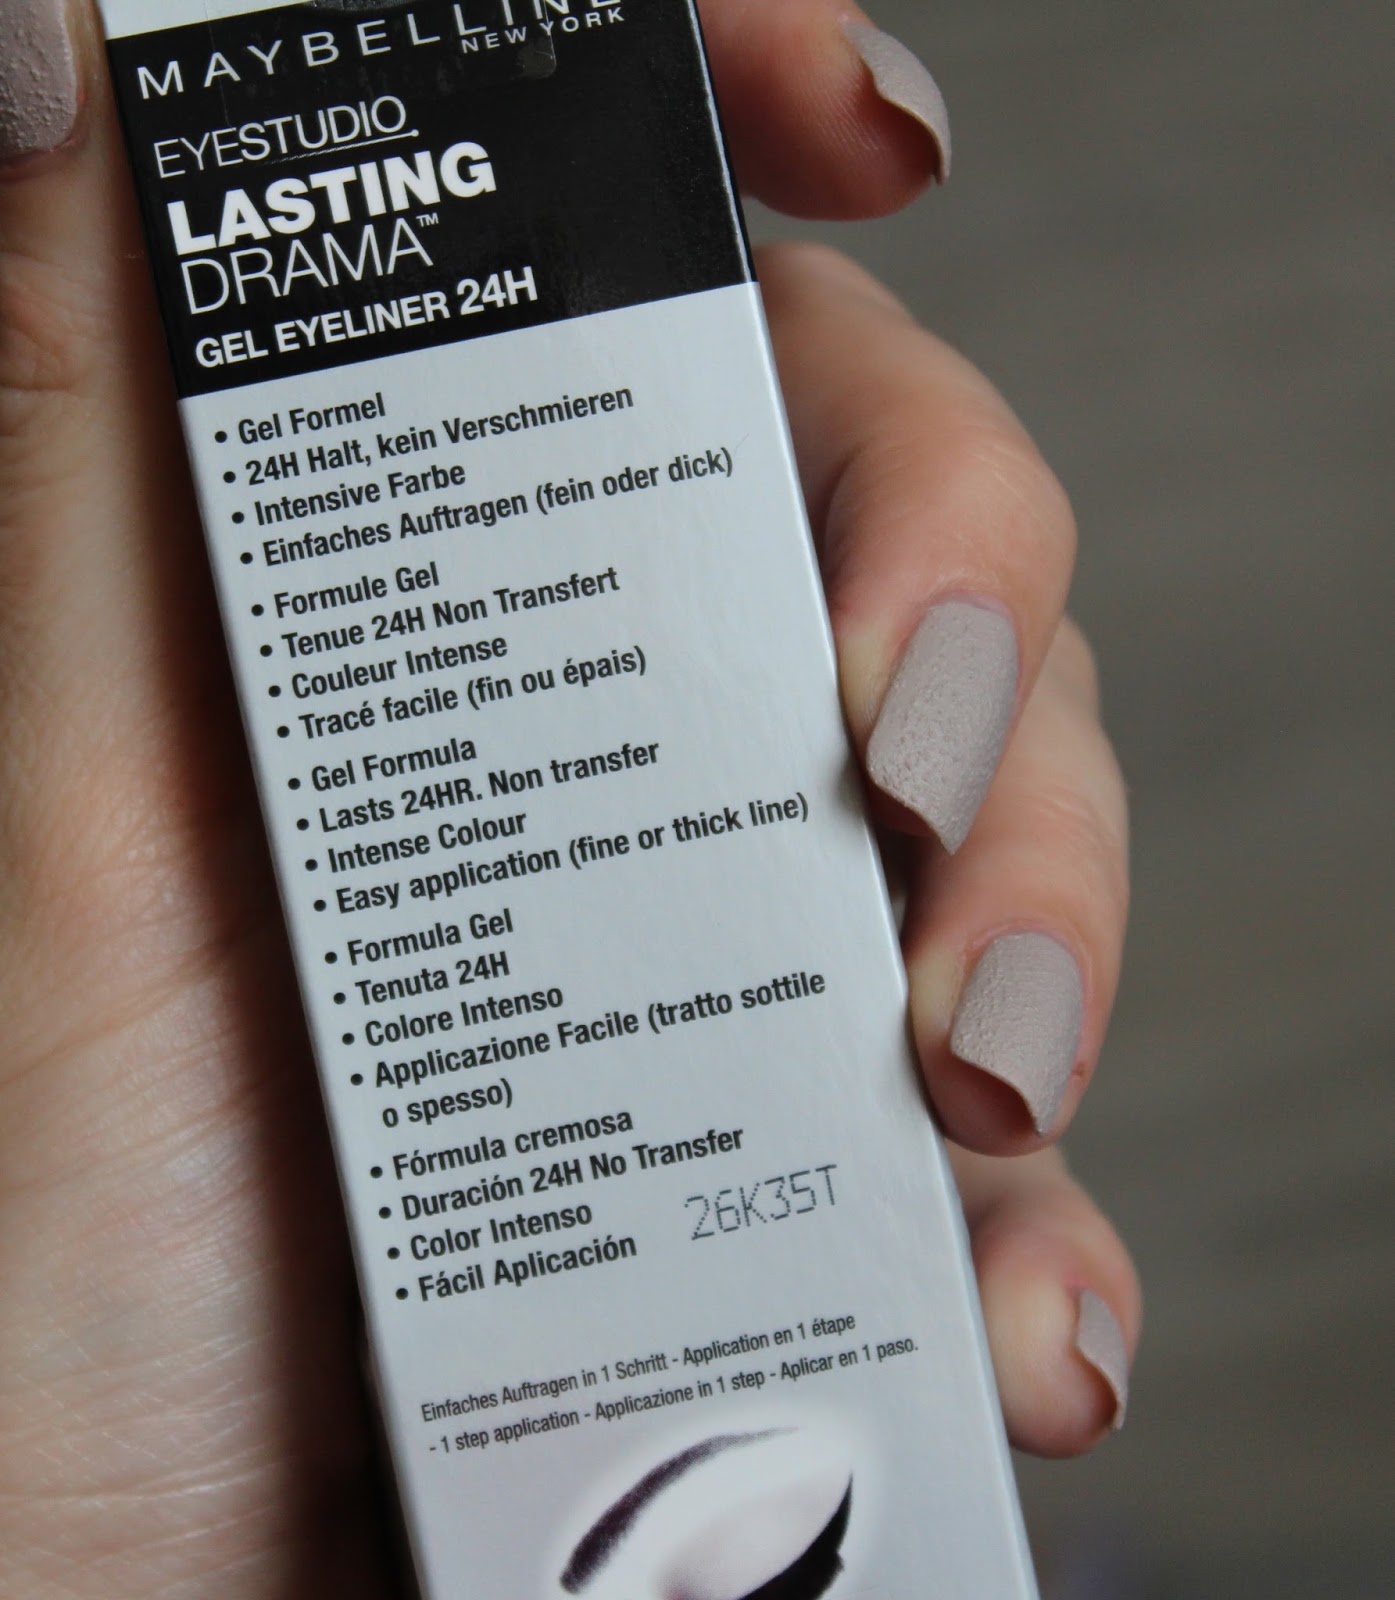 MAYBELLINE
NEW YORK
EYESTUDIO
LASTING
DRAMA™
GEL EYELINER 24H
• Gel Formel
• 24H Halt, kein Verschmieren
• Intensive Farbe
• Einfaches Auftragen (fein oder dick)
• Formule Gel
• Tenue 24H Non Transfert
• Couleur Intense
• Tracé facile (fin ou épais)
• Gel Formula
• Lasts 24HR. Non transfer
• Intense Colour
• Easy application (fine or thick line)
• Formula Gel
• Tenuta 24H
• Colore Intenso
• Applicazione Facile (tratto sottile
o spesso)
• Fórmula cremosa
• Duración 24H No Transfer
• Color Intenso
• Fácil Aplicación
26K35T
Einfaches Auftragen in 1 Schritt - Application en 1 étape
- 1 step application - Applicazione in 1 step - Aplicar en 1 paso.